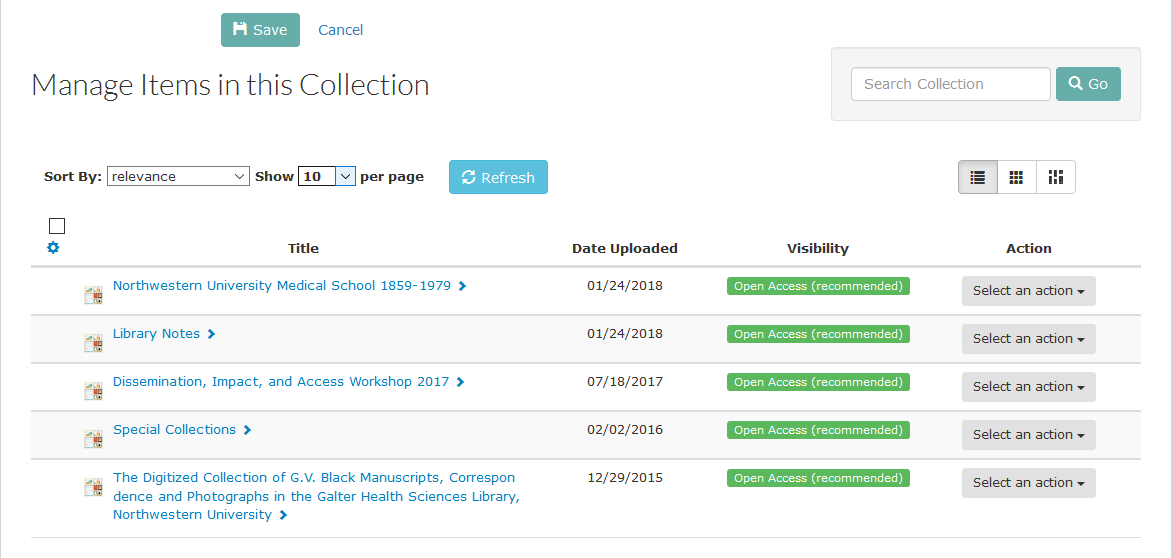 Save Cancel
Manage Items in this Collection
Search Collection Go
Sort By: relevance Show 10 per page Refresh
Title Date Uploaded Visibility Action
Northwestern University Medical School 1859-1979 01/24/2018 Open Access (recommended) Select an action
Library Notes 01/24/2018 Open Access (recommended) Select an action
Dissemination, Impact, and Access Workshop 2017 07/18/2017 Open Access (recommended) Select an action
Special Collections 02/02/2016 Open Access (recommended) Select an action
The Digitized Collection of G.V. Black Manuscripts, Correspon 12/29/2015 Open Access (recommended) Select an action
dence and Photographs in the Galter Health Sciences Library,
Northwestern University